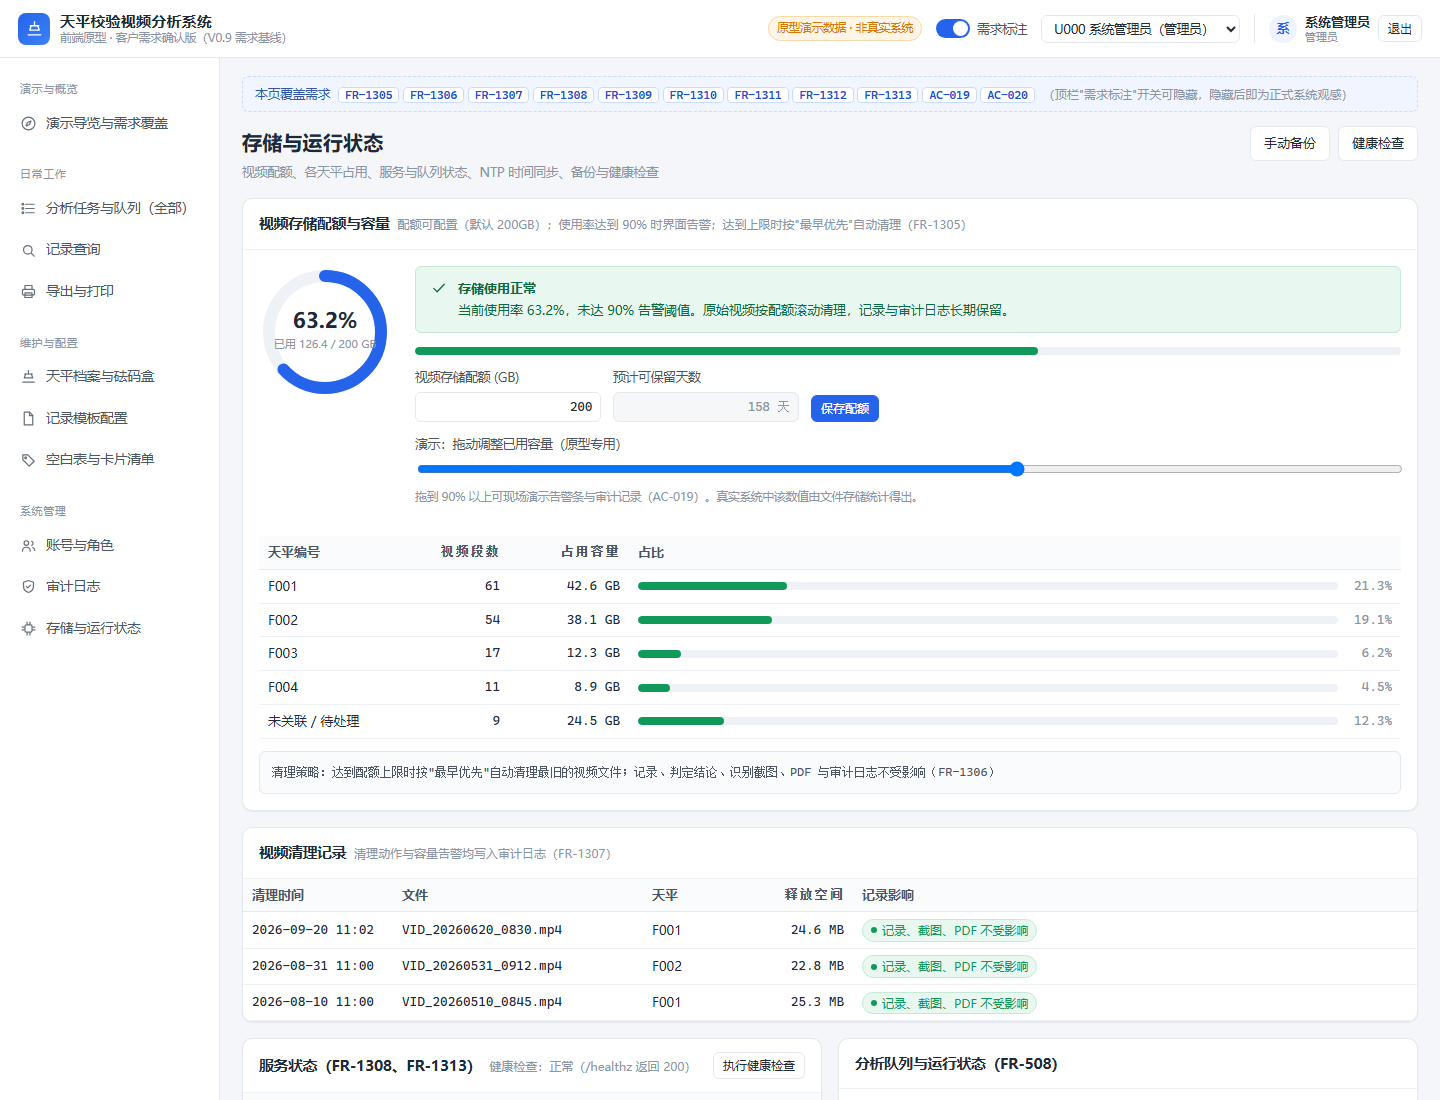 天平校验视频分析系统
前端原型 · 客户需求确认版（V0.9 需求基线）
原型演示数据 · 非真实系统
需求标注
U000 系统管理员（管理员）
系
系统管理员
管理员
退出
演示与概览
演示导览与需求覆盖
日常工作
分析任务与队列（全部）
记录查询
导出与打印
维护与配置
天平档案与砝码盒
记录模板配置
空白表与卡片清单
系统管理
账号与角色
审计日志
存储与运行状态
本页覆盖需求 FR-1305 FR-1306 FR-1307 FR-1308 FR-1309 FR-1310 FR-1311 FR-1312 FR-1313 AC-019 AC-020 （顶栏"需求标注"开关可隐藏，隐藏后即为正式系统观感）
存储与运行状态
视频配额、各天平占用、服务与队列状态、NTP 时间同步、备份与健康检查
手动备份
健康检查
视频存储配额与容量 配额可配置（默认 200GB）；使用率达到 90% 时界面告警；达到上限时按"最早优先"自动清理（FR-1305）
63.2%
已用 126.4 / 200 GB
存储使用正常
当前使用率 63.2%，未达 90% 告警阈值。原始视频按配额滚动清理，记录与审计日志长期保留。
视频存储配额 (GB) 预计可保留天数
200 158 天 保存配额
演示：拖动调整已用容量（原型专用）
拖到 90% 以上可现场演示告警条与审计记录（AC-019）。真实系统中该数值由文件存储统计得出。
天平编号 视频段数 占用容量 占比
F001 61 42.6 GB 21.3%
F002 54 38.1 GB 19.1%
F003 17 12.3 GB 6.2%
F004 11 8.9 GB 4.5%
未关联 / 待处理 9 24.5 GB 12.3%
清理策略：达到配额上限时按"最早优先"自动清理最旧的视频文件；记录、判定结论、识别截图、PDF 与审计日志不受影响（FR-1306）
视频清理记录 清理动作与容量告警均写入审计日志（FR-1307）
清理时间 文件 天平 释放空间 记录影响
2026-09-20 11:02 VID_20260620_0830.mp4 F001 24.6 MB 记录、截图、PDF 不受影响
2026-08-31 11:00 VID_20260531_0912.mp4 F002 22.8 MB 记录、截图、PDF 不受影响
2026-08-10 11:00 VID_20260510_0845.mp4 F001 25.3 MB 记录、截图、PDF 不受影响
服务状态（FR-1308、FR-1313） 健康检查：正常（/healthz 返回 200） 执行健康检查
分析队列与运行状态（FR-508）